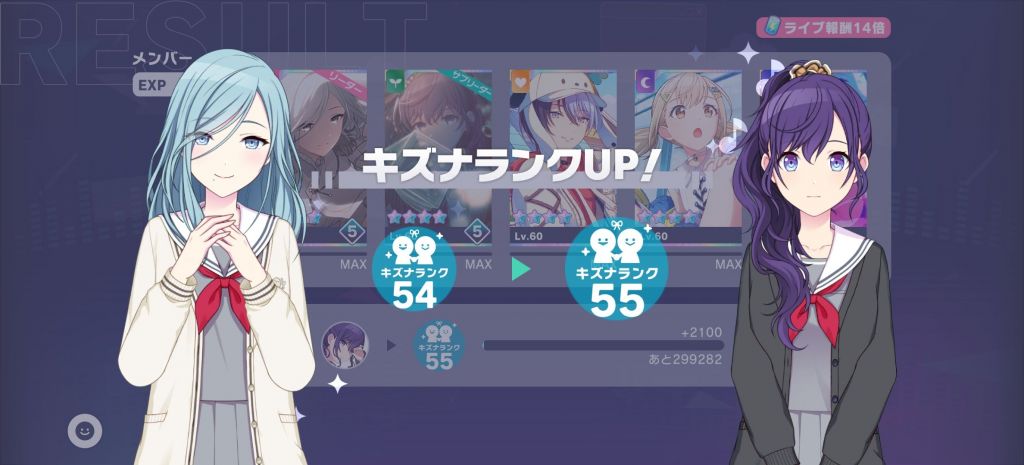 RESULT
ライブ報酬14倍
メンバー
EXP
リーダー
サブリーダー
キズナランクUP!
5
5
Lv.60
MAX
MAX
MAX
キズナランク
54
キズナランク
55
キズナランク
55
+2100
あと299282